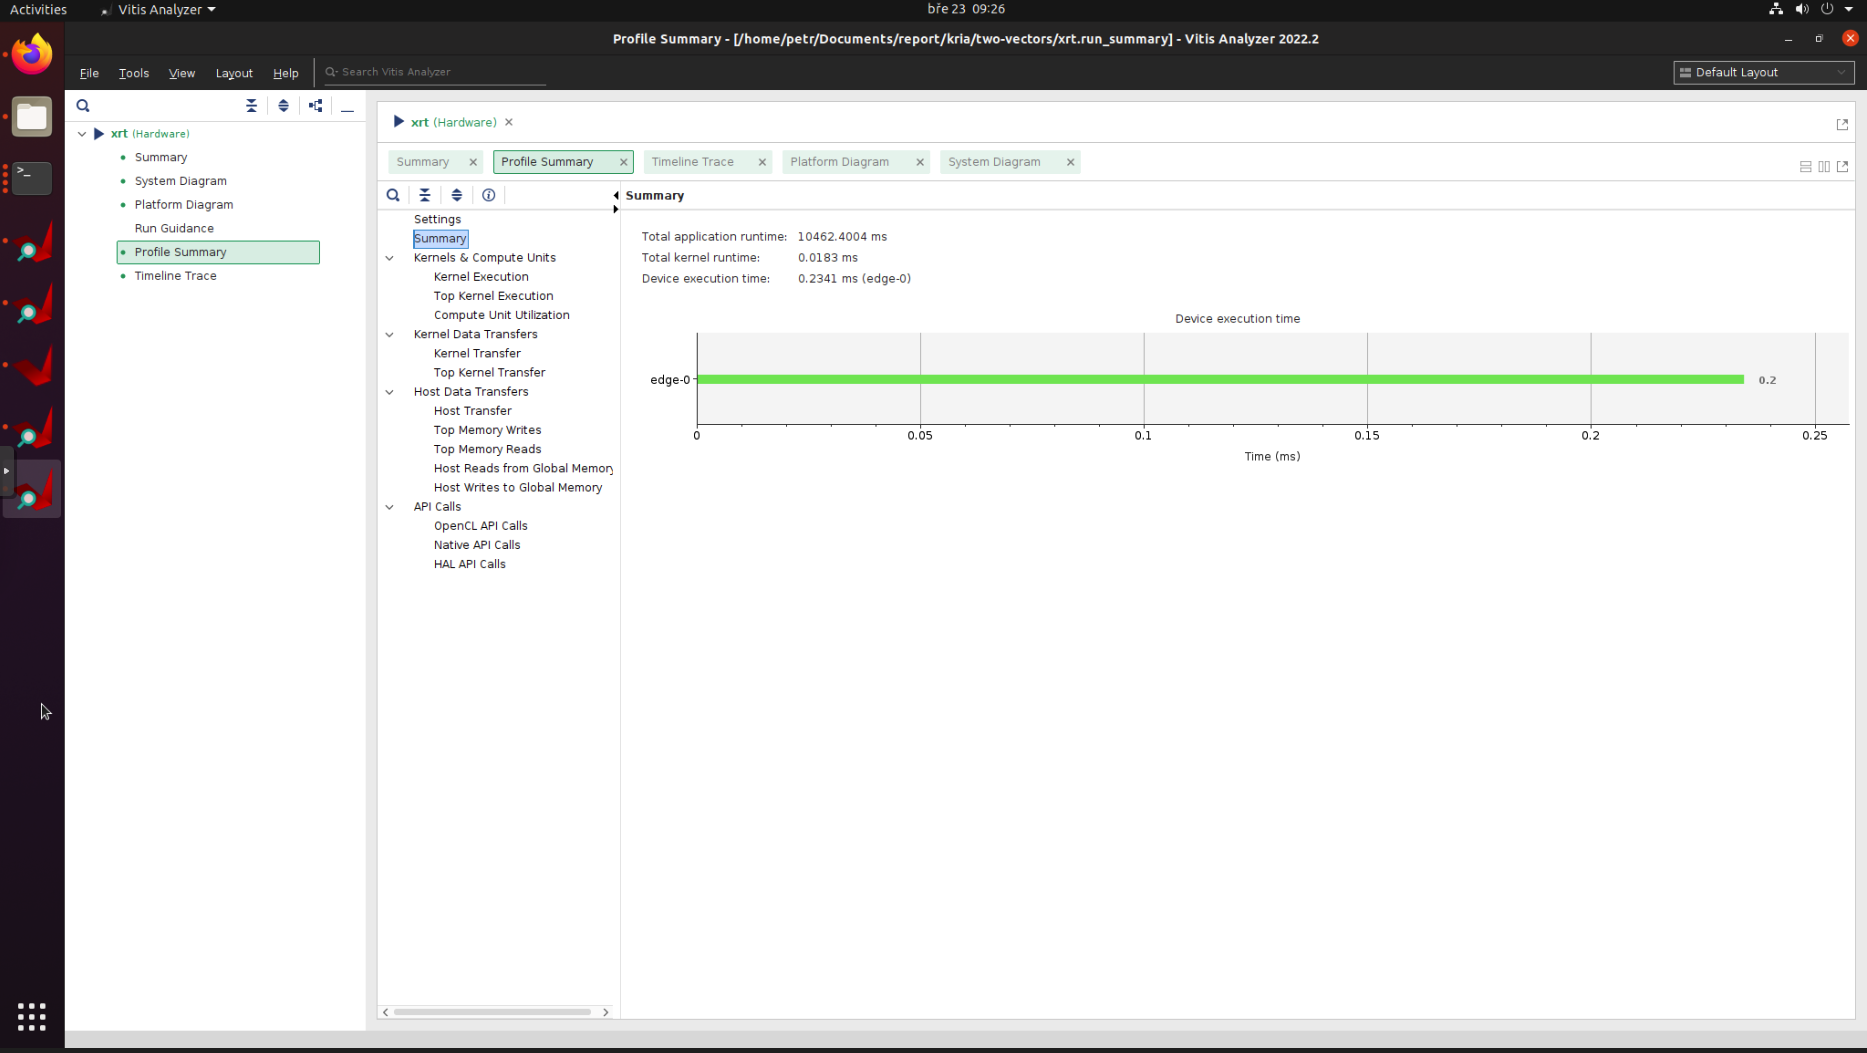 Activities
Vitis Analyzer
bře 23 09:26
Profile Summary - [/home/petr/Documents/report/kria/two-vectors/xrt.run_summary] - Vitis Analyzer 2022.2
File Tools View Layout Help
Search Vitis Analyzer
Default Layout
xrt (Hardware)
Summary
System Diagram
Platform Diagram
Run Guidance
Profile Summary
Timeline Trace
xrt (Hardware)
Summary
Profile Summary
Timeline Trace
Platform Diagram
System Diagram
Settings
Summary
Kernels & Compute Units
Kernel Execution
Top Kernel Execution
Compute Unit Utilization
Kernel Data Transfers
Kernel Transfer
Top Kernel Transfer
Host Data Transfers
Host Transfer
Top Memory Writes
Top Memory Reads
Host Reads from Global Memory
Host Writes to Global Memory
API Calls
OpenCL API Calls
Native API Calls
HAL API Calls
Summary
Total application runtime: 10462.4004 ms
Total kernel runtime: 0.0183 ms
Device execution time: 0.2341 ms (edge-0)
Device execution time
edge-0
0.2
0 0.05 0.1 0.15 0.2 0.25
Time (ms)